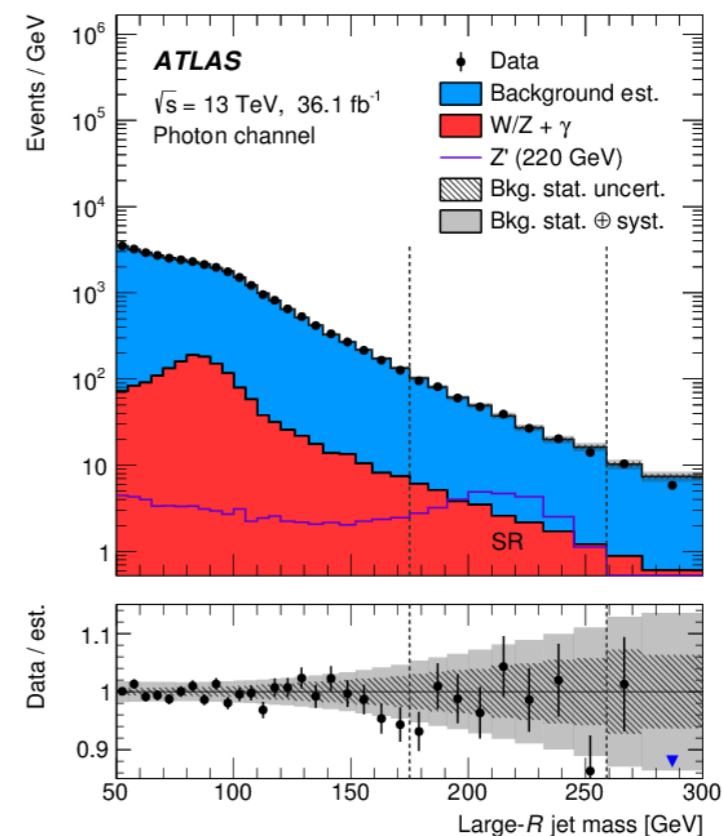 Events / GeV
10⁶
10⁵
10⁴
10³
10²
10
1
ATLAS
√s = 13 TeV, 36.1 fb⁻¹
Photon channel
Data
Background est.
W/Z + γ
Z' (220 GeV)
Bkg. stat. uncert.
Bkg. stat. ⊕ syst.
SR
Data / est.
1.1
1
0.9
50 100 150 200 250 300
Large-R jet mass [GeV]